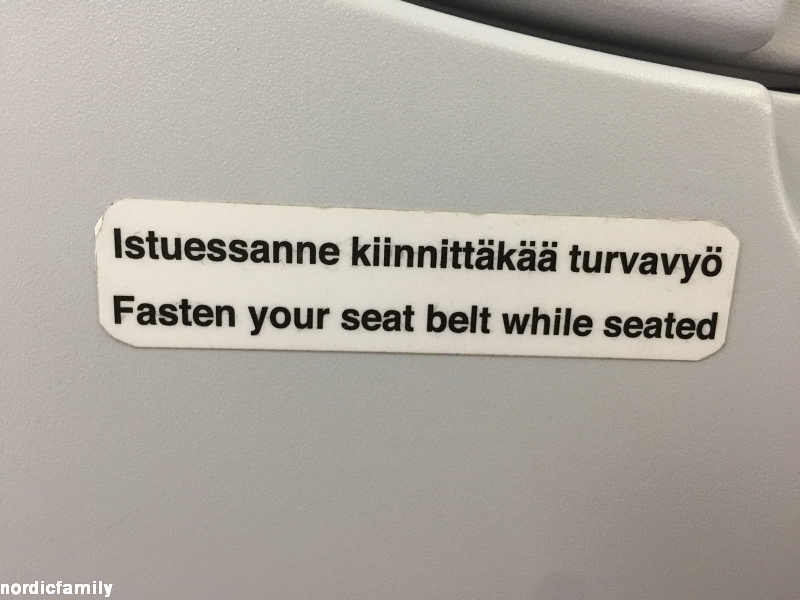 Istuessanne kiinnittäkää turvavyö
Fasten your seat belt while seated
nordicfamily